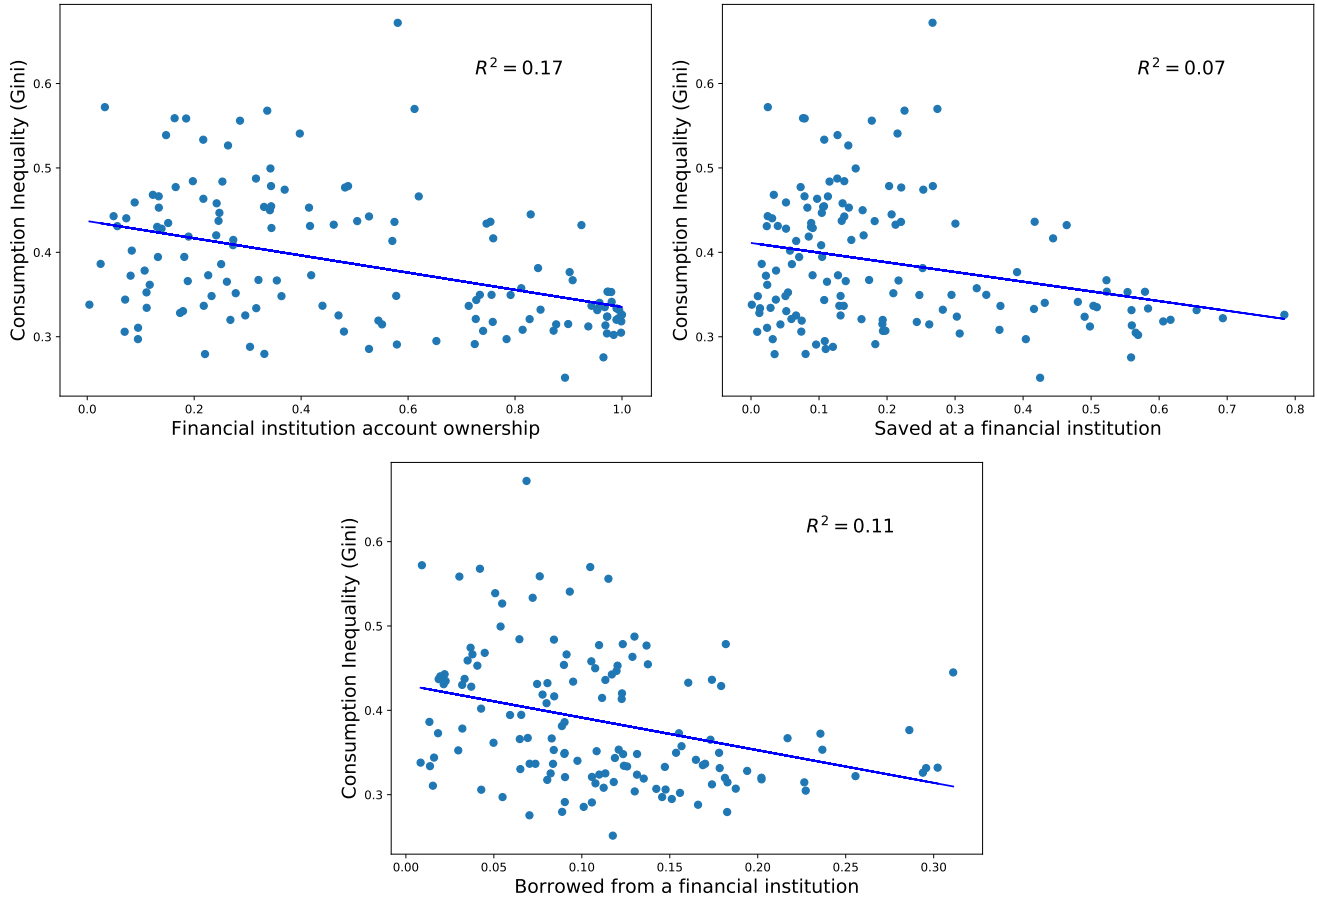 Consumption Inequality (Gini)
0.6
0.5
0.4
0.3
R² = 0.17
0.0 0.2 0.4 0.6 0.8 1.0
Financial institution account ownership
Consumption Inequality (Gini)
0.6
0.5
0.4
0.3
R² = 0.07
0.0 0.1 0.2 0.3 0.4 0.5 0.6 0.7 0.8
Saved at a financial institution
Consumption Inequality (Gini)
0.6
0.5
0.4
0.3
R² = 0.11
0.00 0.05 0.10 0.15 0.20 0.25 0.30
Borrowed from a financial institution